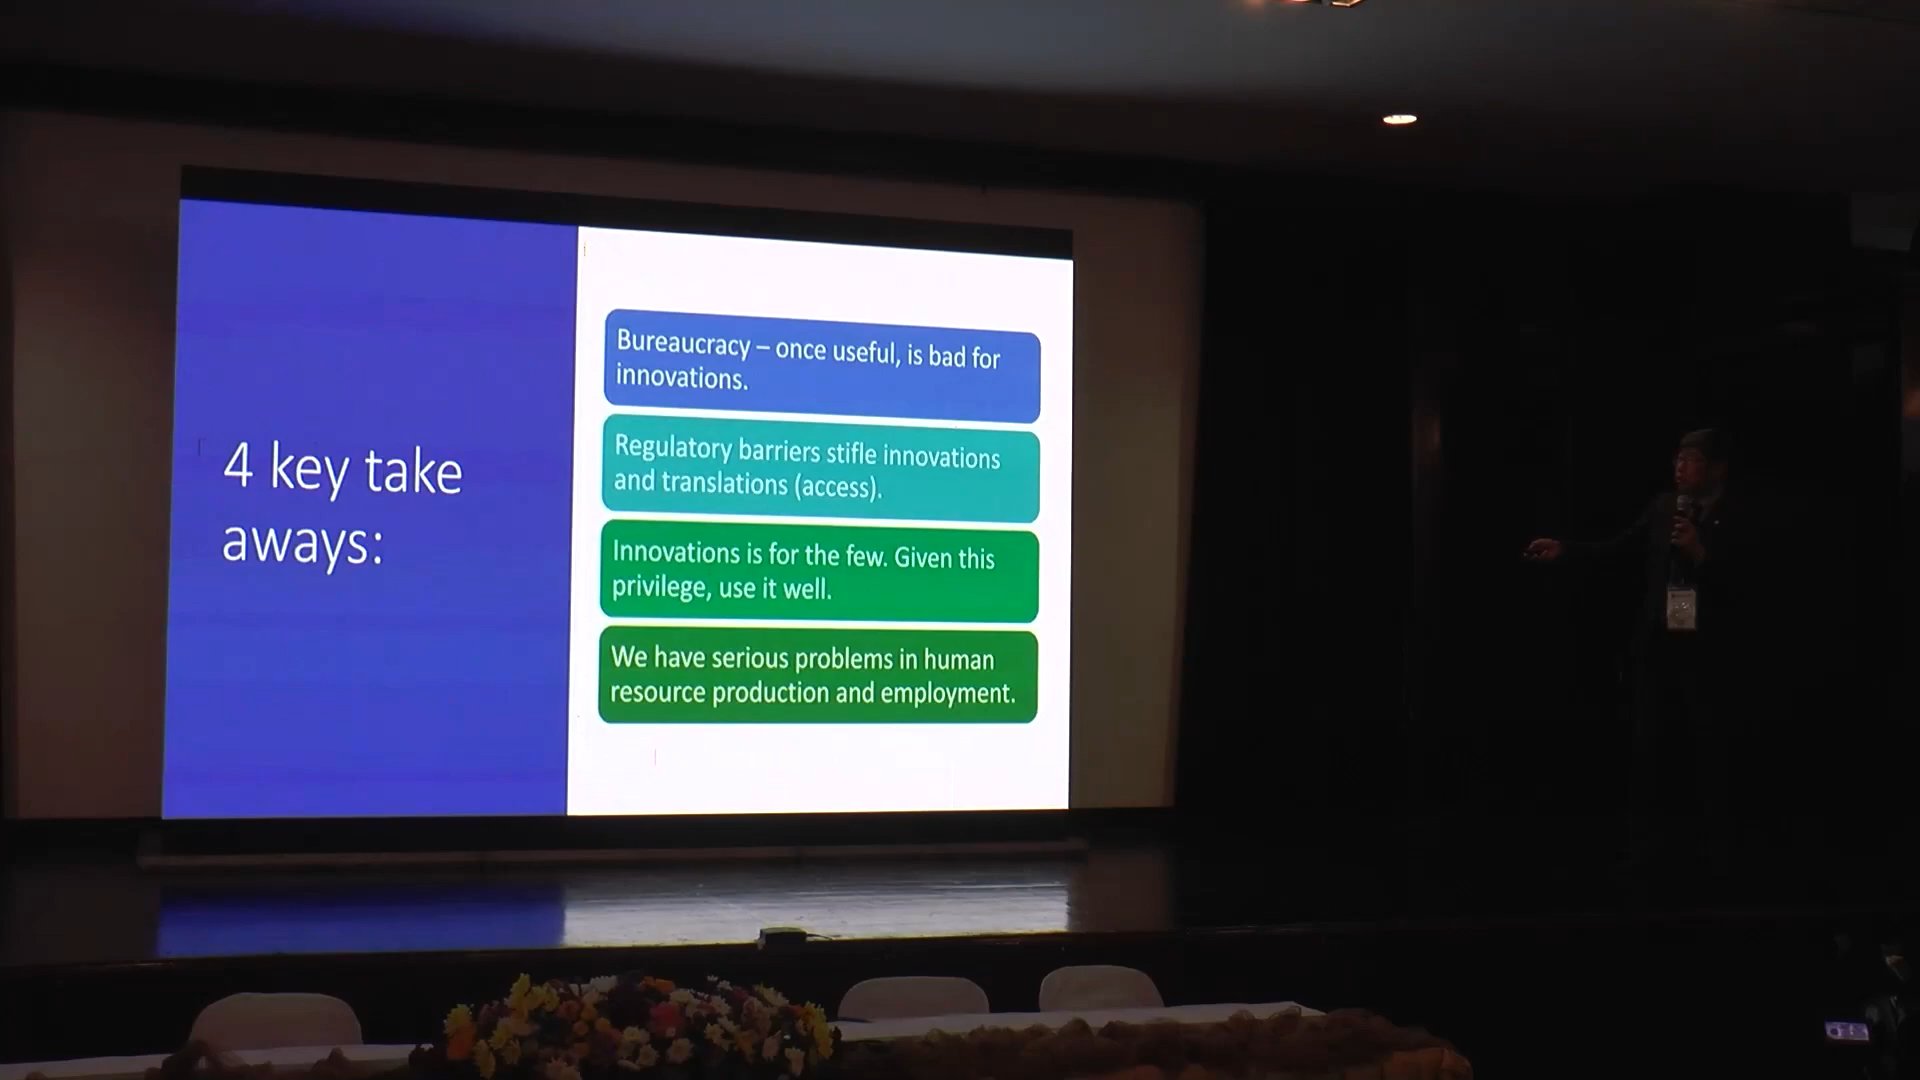 4 key take
aways:
Bureaucracy – once useful, is bad for
innovations.
Regulatory barriers stifle innovations
and translations (access).
Innovations is for the few. Given this
privilege, use it well.
We have serious problems in human
resource production and employment.